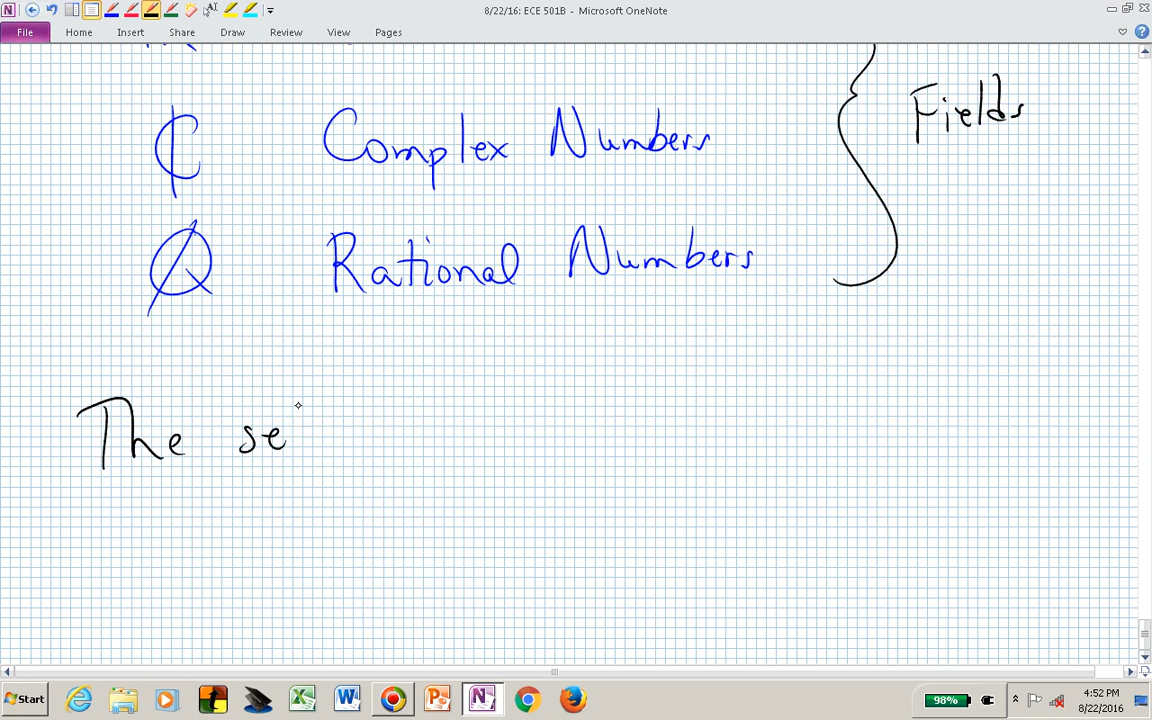 8/22/16: ECE 501B - Microsoft OneNote
File Home Insert Share Draw Review View Pages
Fields
ℂ Complex Numbers
ℚ Rational Numbers
The se
Start
98%
4:52 PM
8/22/2016